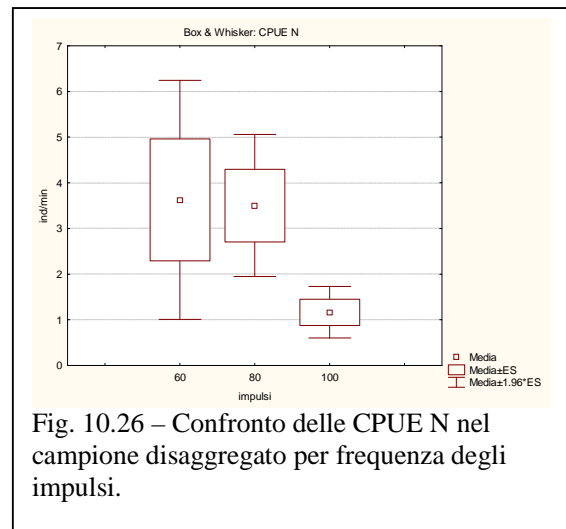 Box & Whisker: CPUE N
7
6
5
4
3
2
1
0
ind/min
60
80
100
impulsi
Media
Media±ES
Media±1.96*ES
Fig. 10.26 – Confronto delle CPUE N nel
campione disaggregato per frequenza degli
impulsi.